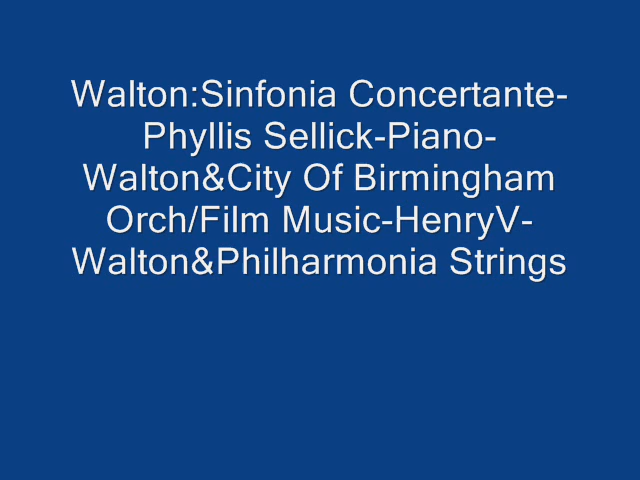 Walton:Sinfonia Concertante-
Phyllis Sellick-Piano-
Walton&City Of Birmingham
Orch/Film Music-HenryV-
Walton&Philharmonia Strings